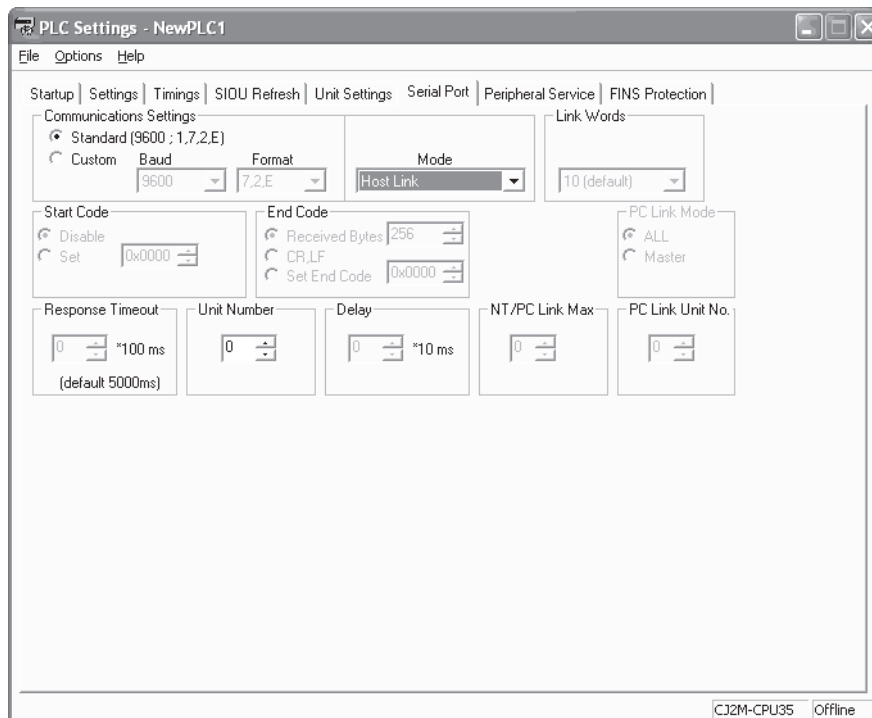 PLC Settings - NewPLC1
File Options Help
Startup Settings Timings SIOU Refresh Unit Settings Serial Port Peripheral Service FINS Protection
Communications Settings
Standard (9600 ; 1,7,2,E)
Custom Baud Format
9600 7,2,E
Mode
Host Link
Link Words
10 (default)
Start Code
Disable
Set 0x0000
End Code
Received Bytes 256
CR,LF
Set End Code 0x0000
PC Link Mode
ALL
Master
Response Timeout
0 *100 ms
(default 5000ms)
Unit Number
0
Delay
0 *10 ms
NT/PC Link Max
0
PC Link Unit No.
0
CJ2M-CPU35 Offline